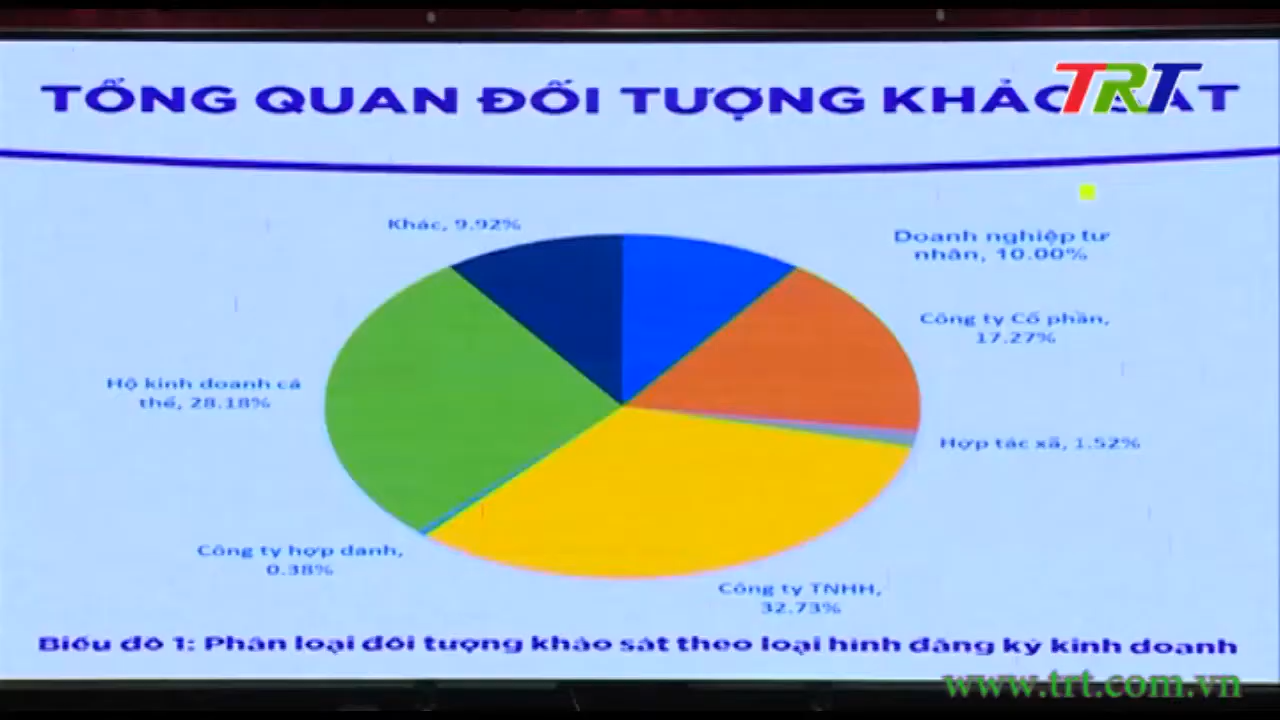 TỔNG QUAN ĐỐI TƯỢNG KHẢO SÁT
TRT
Khác, 9.92%
Doanh nghiệp tư
nhân, 10.00%
Công ty Cổ phần,
17.27%
Hộ kinh doanh cá
thể, 28.18%
Hợp tác xã, 1.52%
Công ty hợp danh,
0.38%
Công ty TNHH,
32.73%
Biểu đồ 1: Phân loại đối tượng khảo sát theo loại hình đăng ký kinh doanh
www.trt.com.vn